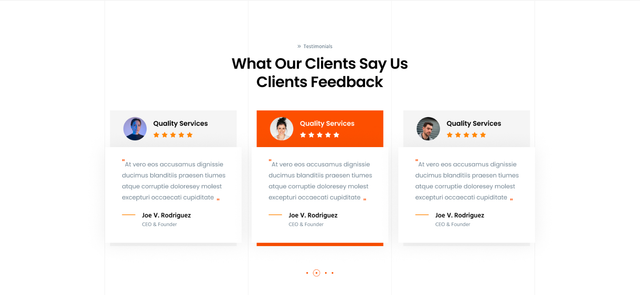 » Testimonials
What Our Clients Say Us
Clients Feedback
Quality Services
"At vero eos accusamus dignissie
ducimus blanditiis praesen tiumes
atque corruptie doloresey molest
excepturi occaecati cupiditate "
Joe V. Rodriguez
CEO & Founder
Quality Services
"At vero eos accusamus dignissie
ducimus blanditiis praesen tiumes
atque corruptie doloresey molest
excepturi occaecati cupiditate "
Joe V. Rodriguez
CEO & Founder
Quality Services
"At vero eos accusamus dignissie
ducimus blanditiis praesen tiumes
atque corruptie doloresey molest
excepturi occaecati cupiditate "
Joe V. Rodriguez
CEO & Founder